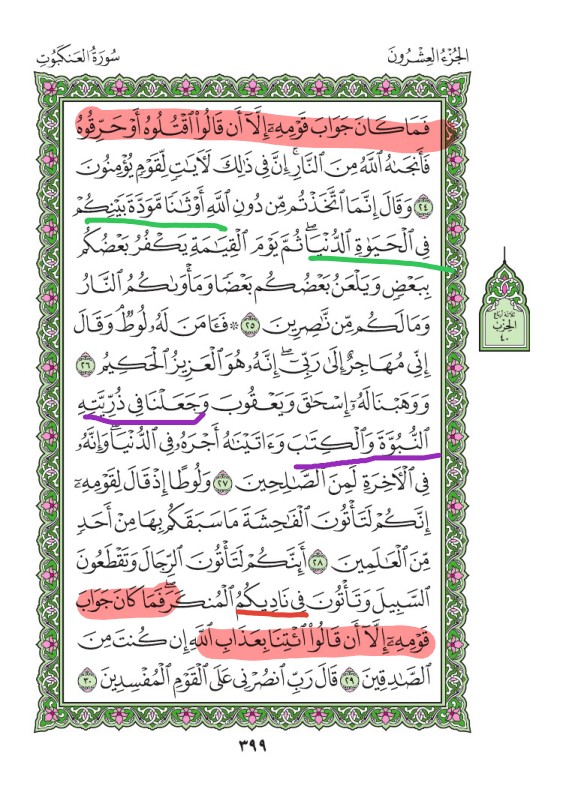 الجُزْءُ العِشْرُونَ
سُورَةُ العَنكَبُوتِ
فَمَا كَانَ جَوَابَ قَوْمِهِۦٓ إِلَّآ أَن قَالُوا۟ ٱقْتُلُوهُ أَوْ حَرِّقُوهُ
فَأَنجَىٰهُ ٱللَّهُ مِنَ ٱلنَّارِ ۚ إِنَّ فِى ذَٰلِكَ لَـَٔايَـٰتٍ لِّقَوْمٍ يُؤْمِنُونَ
٢٤ وَقَالَ إِنَّمَا ٱتَّخَذْتُم مِّن دُونِ ٱللَّهِ أَوْثَـٰنًا مَّوَدَّةَ بَيْنِكُمْ
فِى ٱلْحَيَوٰةِ ٱلدُّنْيَا ۖ ثُمَّ يَوْمَ ٱلْقِيَـٰمَةِ يَكْفُرُ بَعْضُكُم
بِبَعْضٍ وَيَلْعَنُ بَعْضُكُم بَعْضًا وَمَأْوَىٰكُمُ ٱلنَّارُ
وَمَا لَكُم مِّن نَّـٰصِرِينَ ٢٥ ۞ فَـَٔامَنَ لَهُۥ لُوطٌ ۘ وَقَالَ
إِنِّى مُهَاجِرٌ إِلَىٰ رَبِّىٓ ۖ إِنَّهُۥ هُوَ ٱلْعَزِيزُ ٱلْحَكِيمُ ٢٦
وَوَهَبْنَا لَهُۥٓ إِسْحَـٰقَ وَيَعْقُوبَ وَجَعَلْنَا فِى ذُرِّيَّتِهِ
ٱلنُّبُوَّةَ وَٱلْكِتَـٰبَ وَءَاتَيْنَـٰهُ أَجْرَهُۥ فِى ٱلدُّنْيَا ۖ وَإِنَّهُۥ
فِى ٱلْـَٔاخِرَةِ لَمِنَ ٱلصَّـٰلِحِينَ ٢٧ وَلُوطًا إِذْ قَالَ لِقَوْمِهِۦٓ
إِنَّكُمْ لَتَأْتُونَ ٱلْفَـٰحِشَةَ مَا سَبَقَكُم بِهَا مِنْ أَحَدٍ
مِّنَ ٱلْعَـٰلَمِينَ ٢٨ أَئِنَّكُمْ لَتَأْتُونَ ٱلرِّجَالَ وَتَقْطَعُونَ
ٱلسَّبِيلَ وَتَأْتُونَ فِى نَادِيكُمُ ٱلْمُنكَرَ ۖ فَمَا كَانَ جَوَابَ
قَوْمِهِۦٓ إِلَّآ أَن قَالُوا۟ ٱئْتِنَا بِعَذَابِ ٱللَّهِ إِن كُنتَ مِنَ
ٱلصَّـٰدِقِينَ ٢٩ قَالَ رَبِّ ٱنصُرْنِى عَلَى ٱلْقَوْمِ ٱلْمُفْسِدِينَ ٣٠
ثلاثة أرباع
الحِزْب
٤٠
٣٩٩